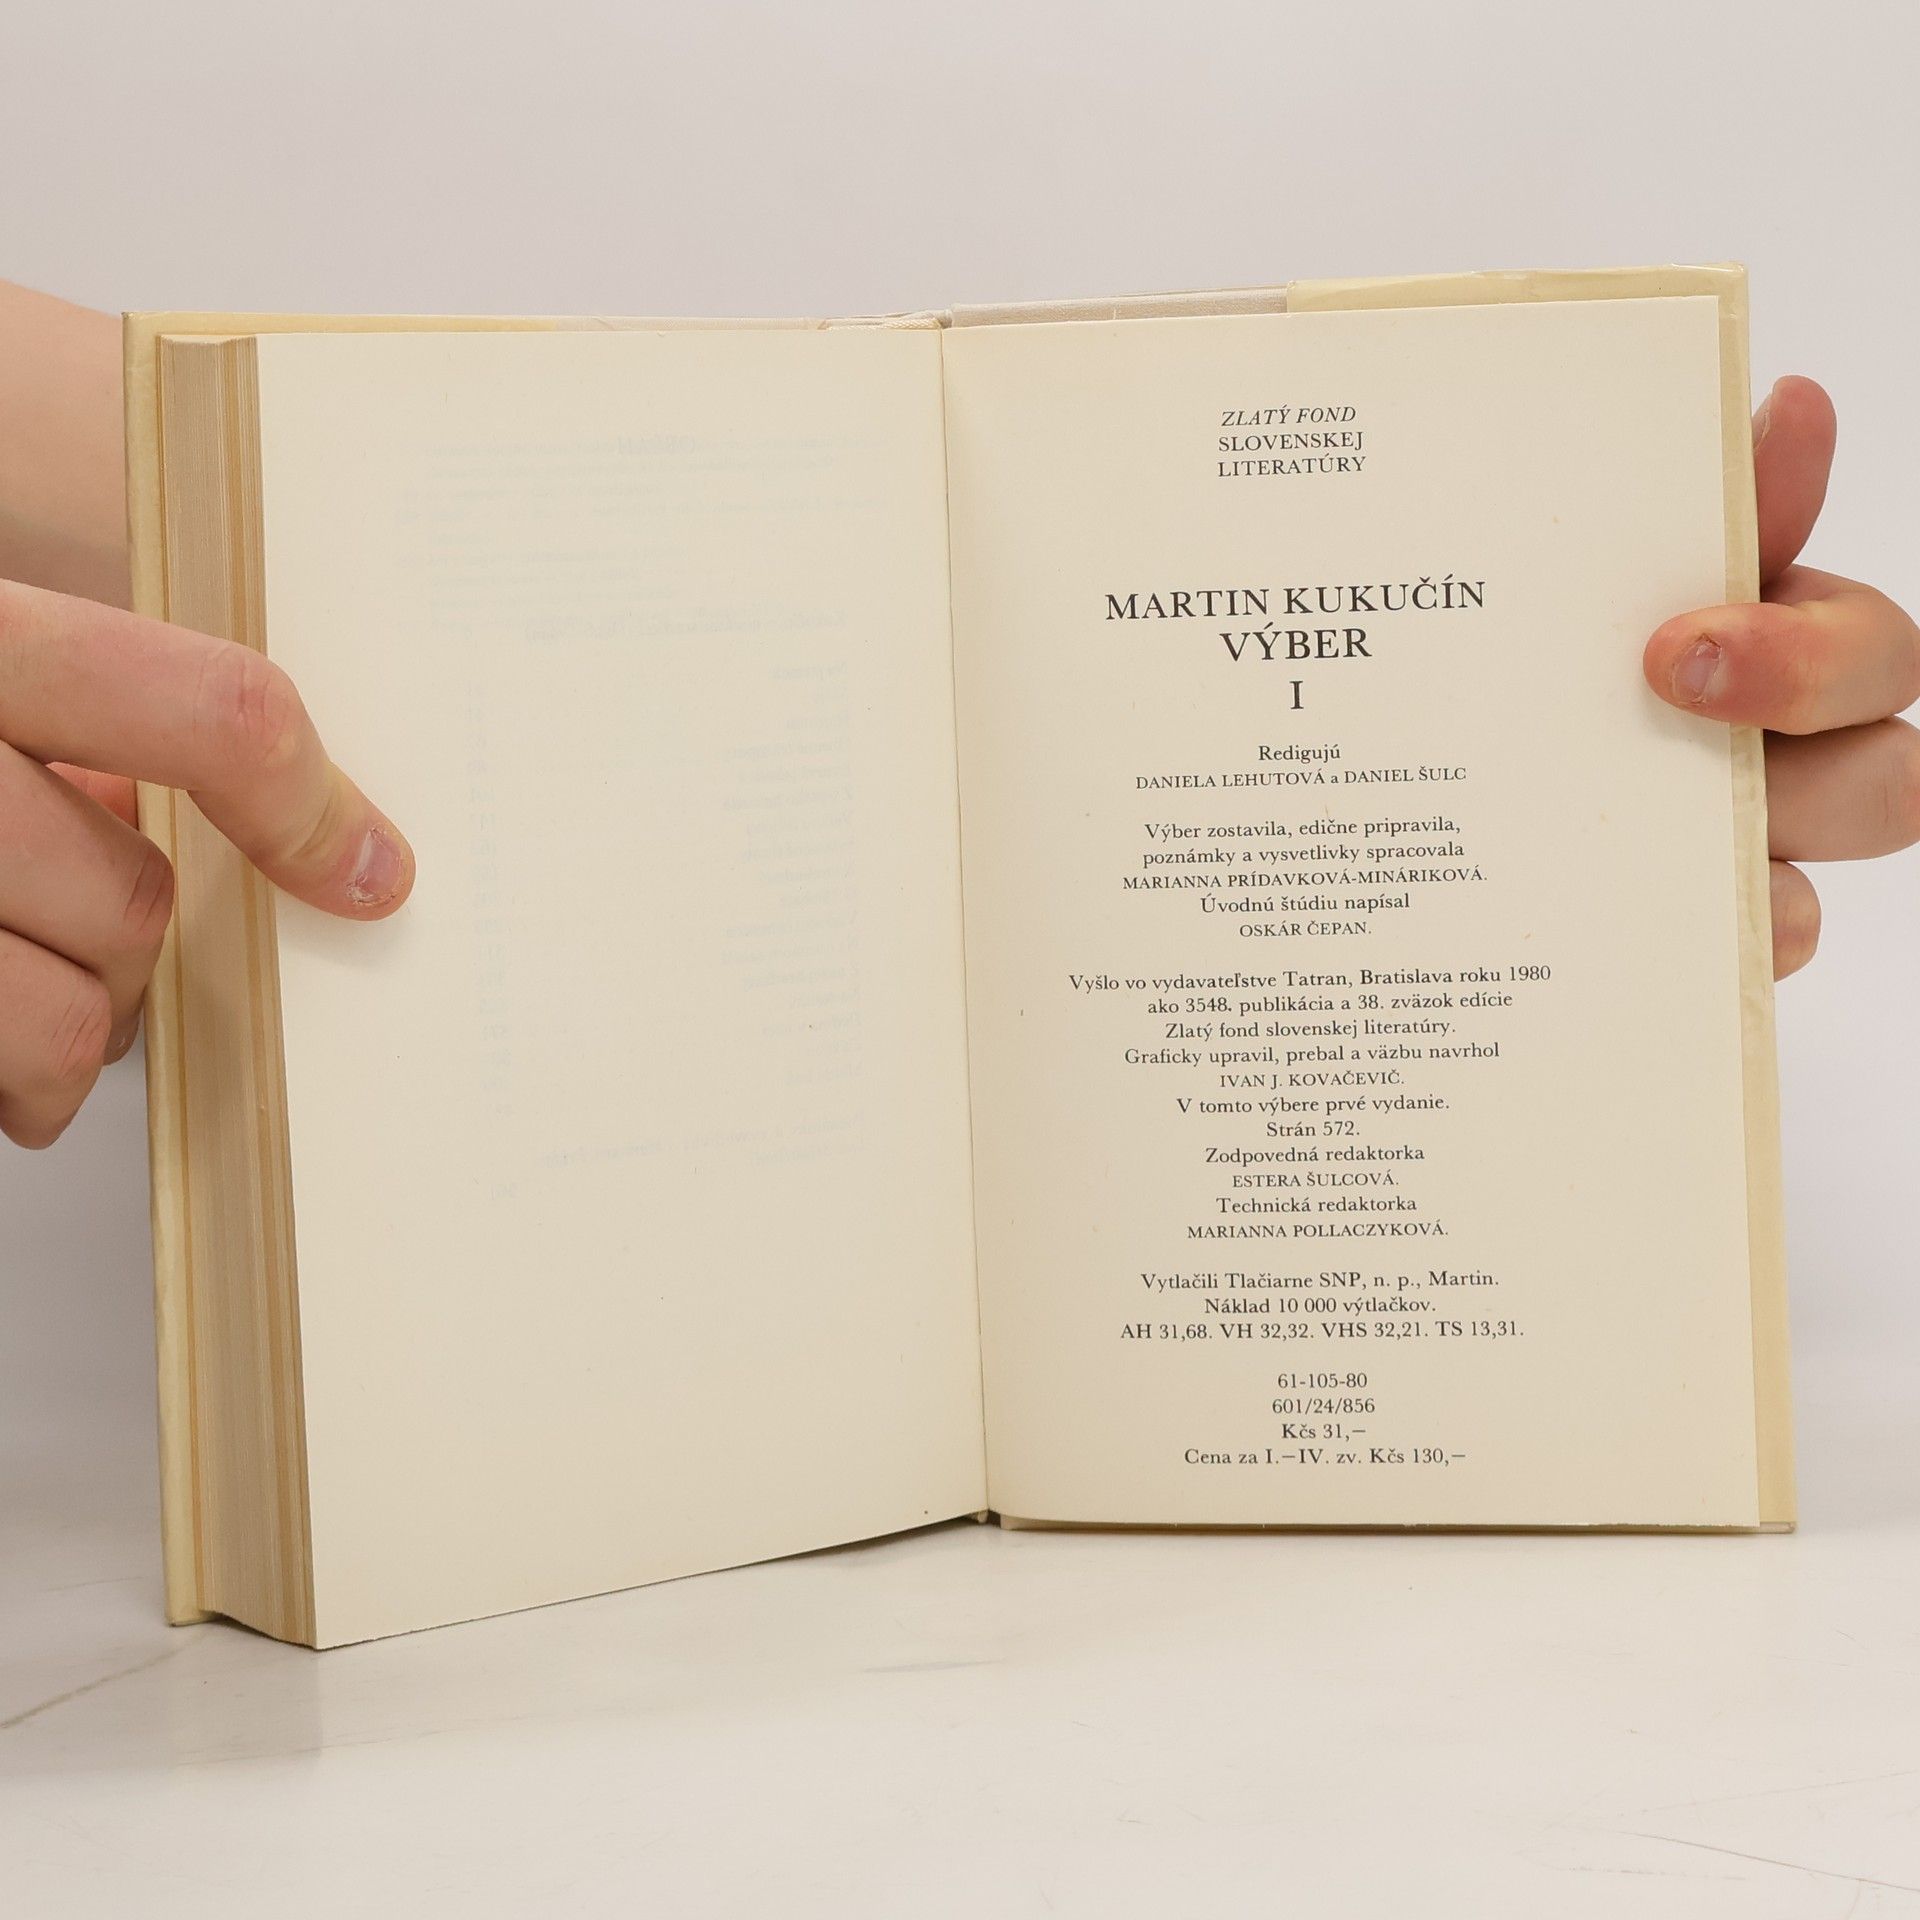 ZLATÝ FOND
SLOVENSKEJ
LITERATÚRY
MARTIN KUKUČÍN
VÝBER
I
Redigujú
DANIELA LEHUTOVÁ a DANIEL ŠULC
Výber zostavila, edične pripravila,
poznámky a vysvetlivky spracovala
MARIANNA PRÍDAVKOVÁ-MINÁRIKOVÁ.
Úvodnú štúdiu napísal
OSKÁR ČEPAN.
Vyšlo vo vydavateľstve Tatran, Bratislava roku 1980
ako 3548. publikácia a 38. zväzok edície
Zlatý fond slovenskej literatúry.
Graficky upravil, prebal a väzbu navrhol
IVAN J. KOVAČEVIČ.
V tomto výbere prvé vydanie.
Strán 572.
Zodpovedná redaktorka
ESTERA ŠULCOVÁ.
Technická redaktorka
MARIANNA POLLACZYKOVÁ.
Vytlačili Tlačiarne SNP, n. p., Martin.
Náklad 10 000 výtlačkov.
AH 31,68. VH 32,32. VHS 32,21. TS 13,31.
61-105-80
601/24/856
Kčs 31,—
Cena za I.—IV. zv. Kčs 130,—